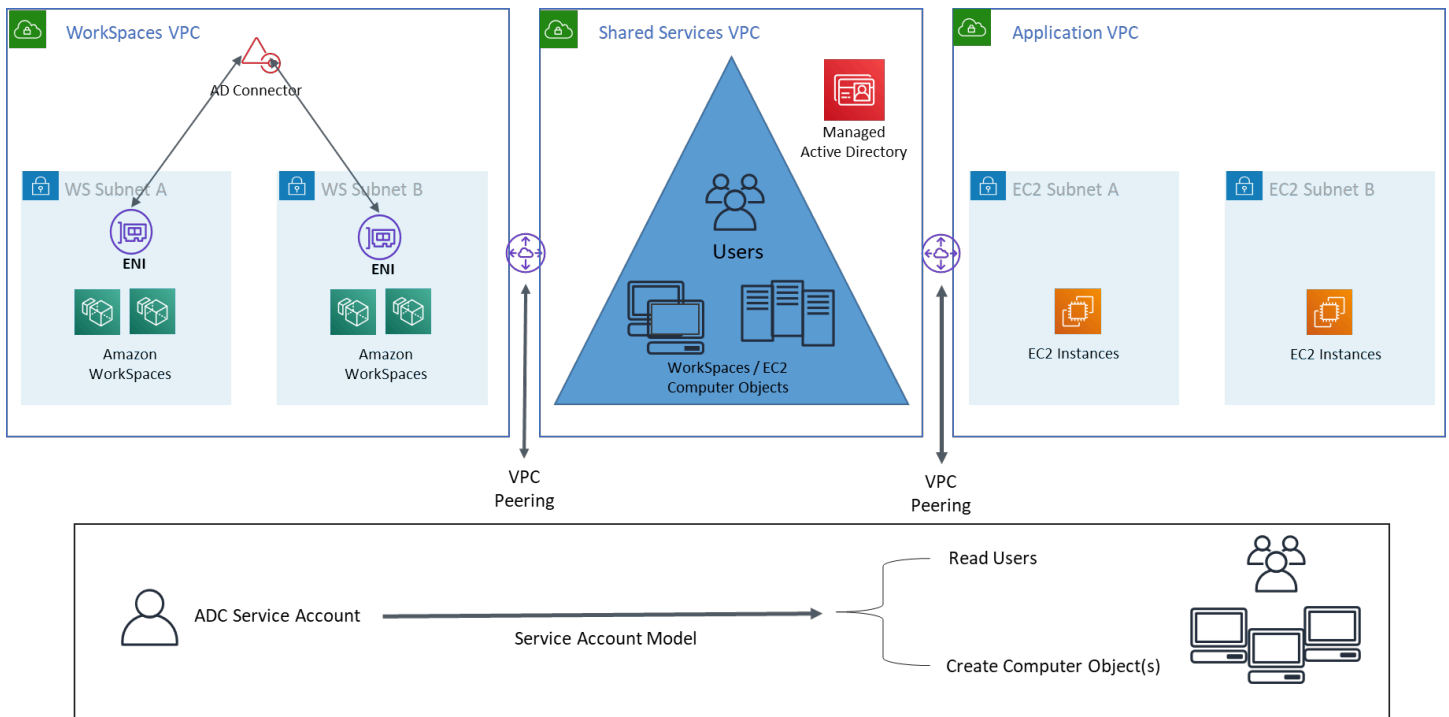 WorkSpaces VPC
AD Connector
WS Subnet A
ENI
Amazon
WorkSpaces
WS Subnet B
ENI
Amazon
WorkSpaces
Shared Services VPC
Managed
Active Directory
Users
WorkSpaces / EC2
Computer Objects
Application VPC
EC2 Subnet A
EC2 Instances
EC2 Subnet B
EC2 Instances
VPC
Peering
VPC
Peering
ADC Service Account
Service Account Model
Read Users
Create Computer Object(s)